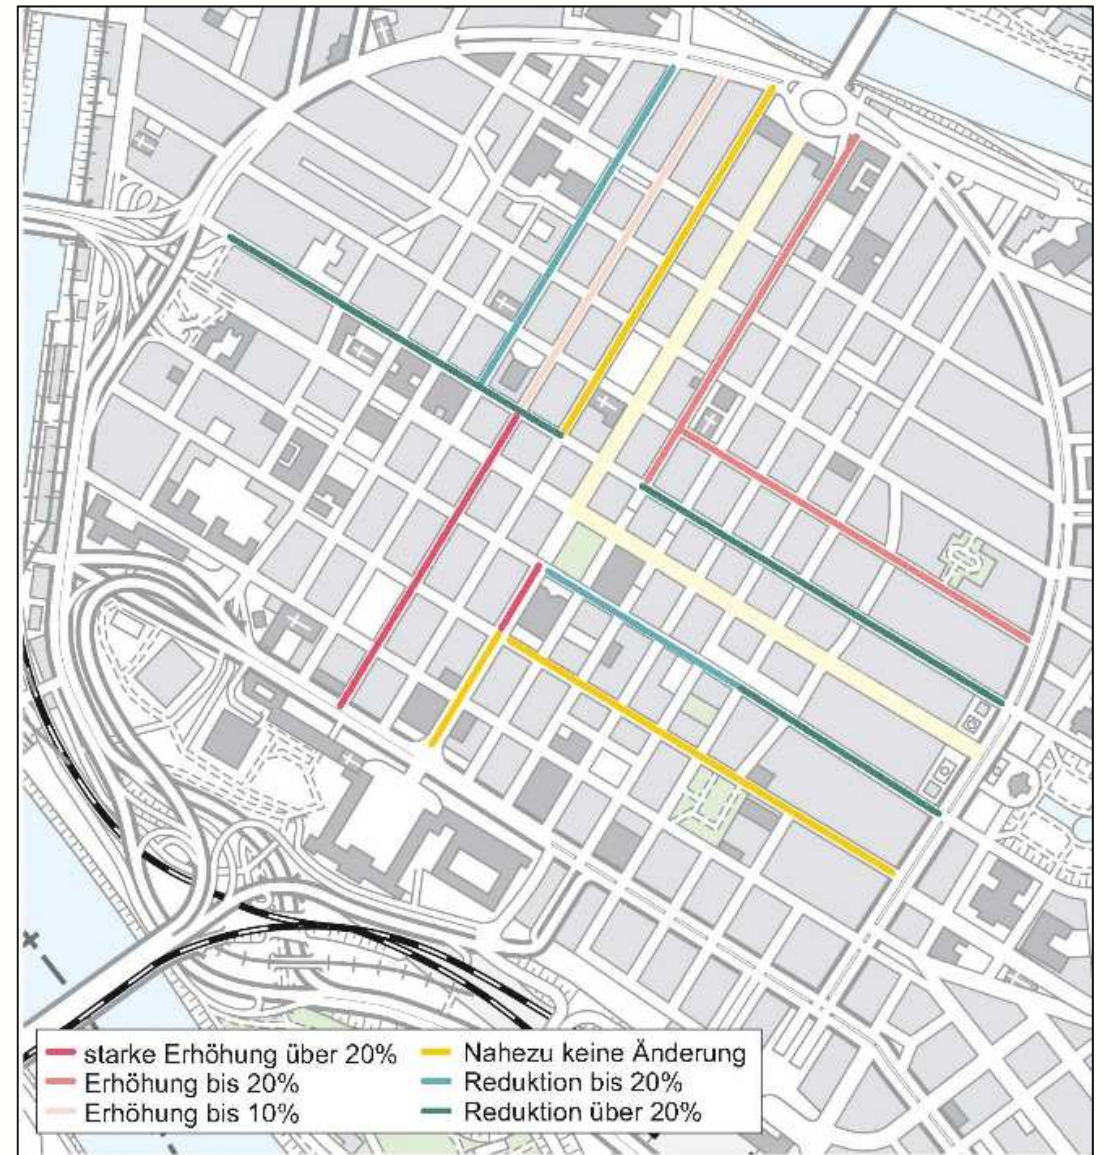 starke Erhöhung über 20%
Erhöhung bis 20%
Erhöhung bis 10%
Nahezu keine Änderung
Reduktion bis 20%
Reduktion über 20%